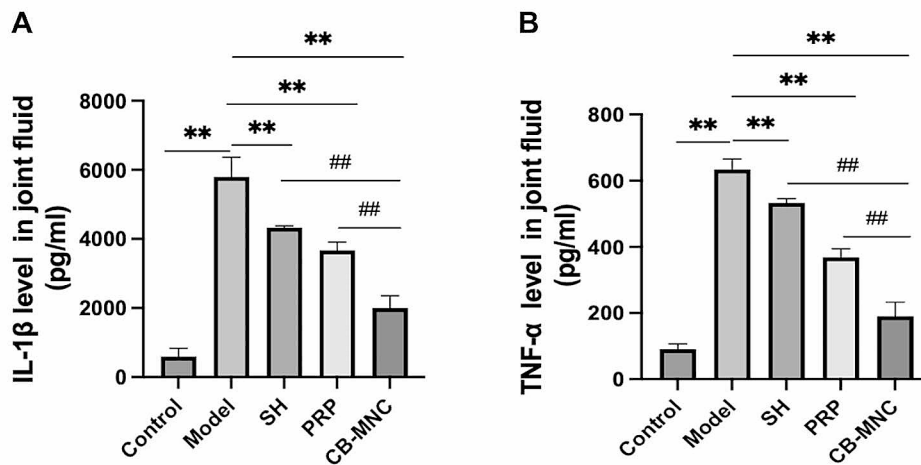 A
IL-1β level in joint fluid
(pg/ml)
8000
6000
4000
2000
0
**
**
**
**
##
##
Control
Model
SH
PRP
CB-MNC
B
TNF-α level in joint fluid
(pg/ml)
800
600
400
200
0
**
**
**
**
##
##
Control
Model
SH
PRP
CB-MNC